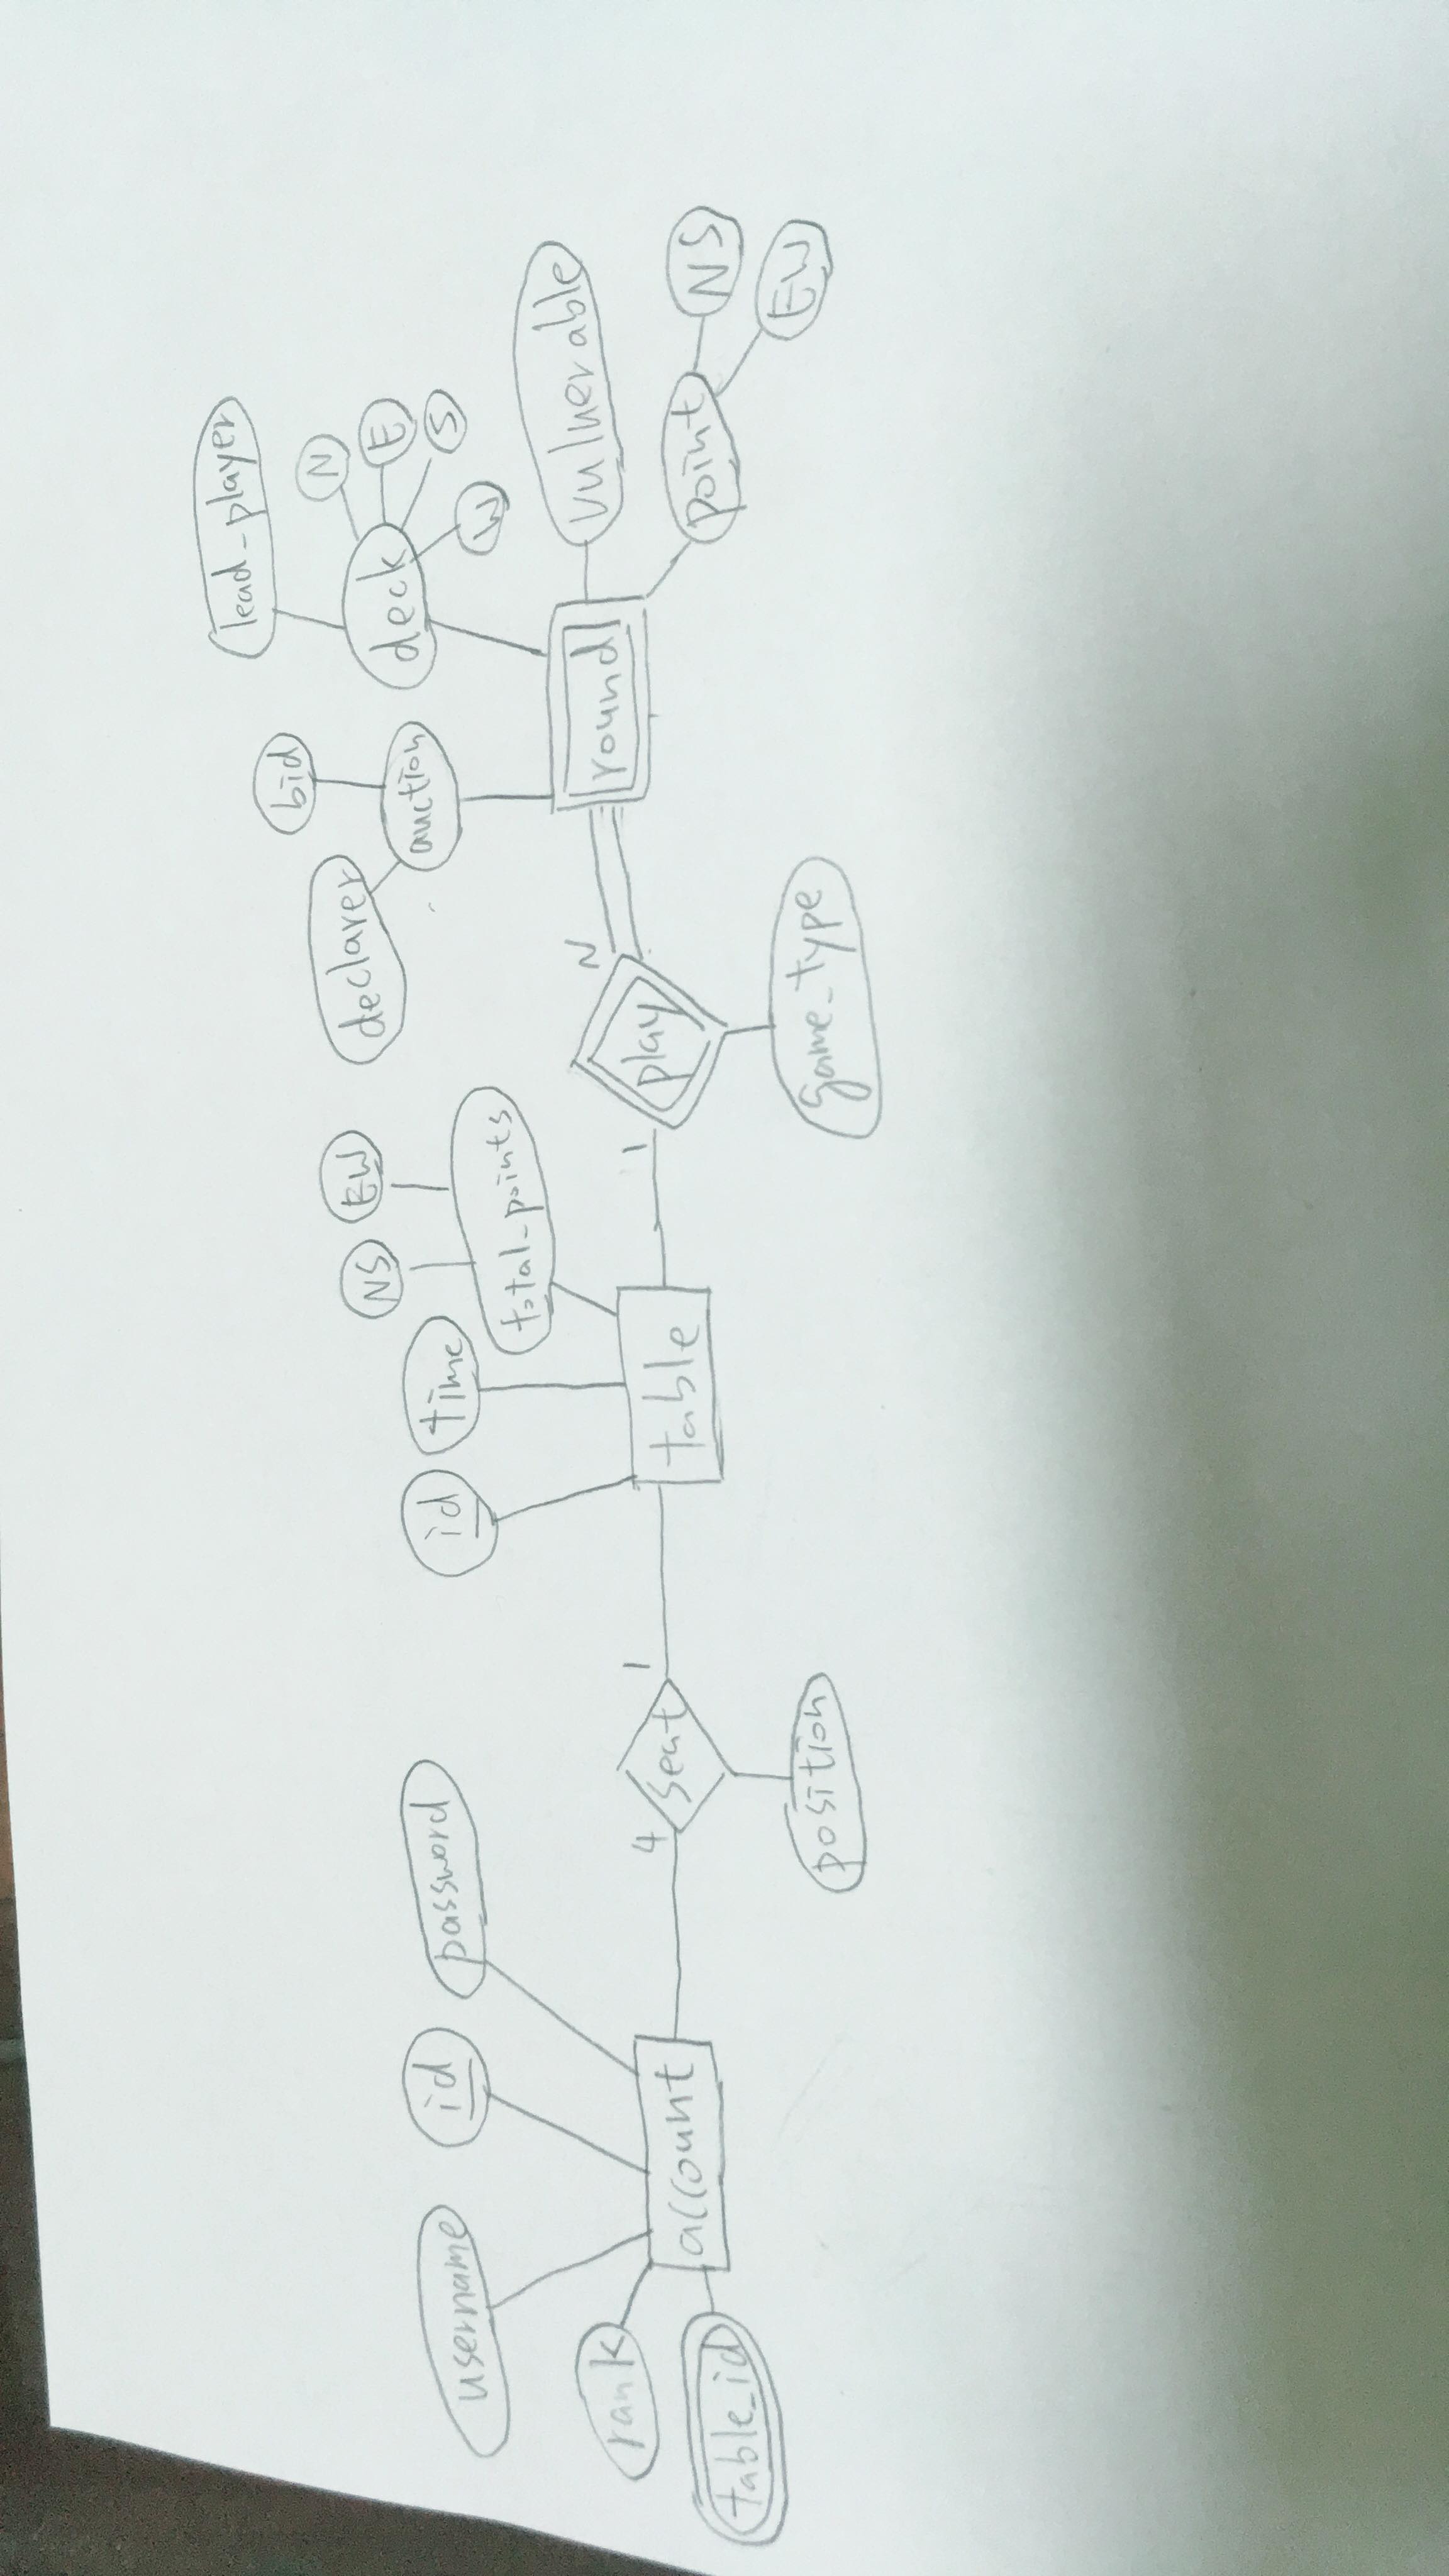 lead_player
bid
N
declarer
NS
EW
auction
deck
E
S
W
username
id
password
id
time
total_points
vulnerable
rank
N
round
account
4
seat
1
table
1
play
table_id
point
NS
EW
position
game_type